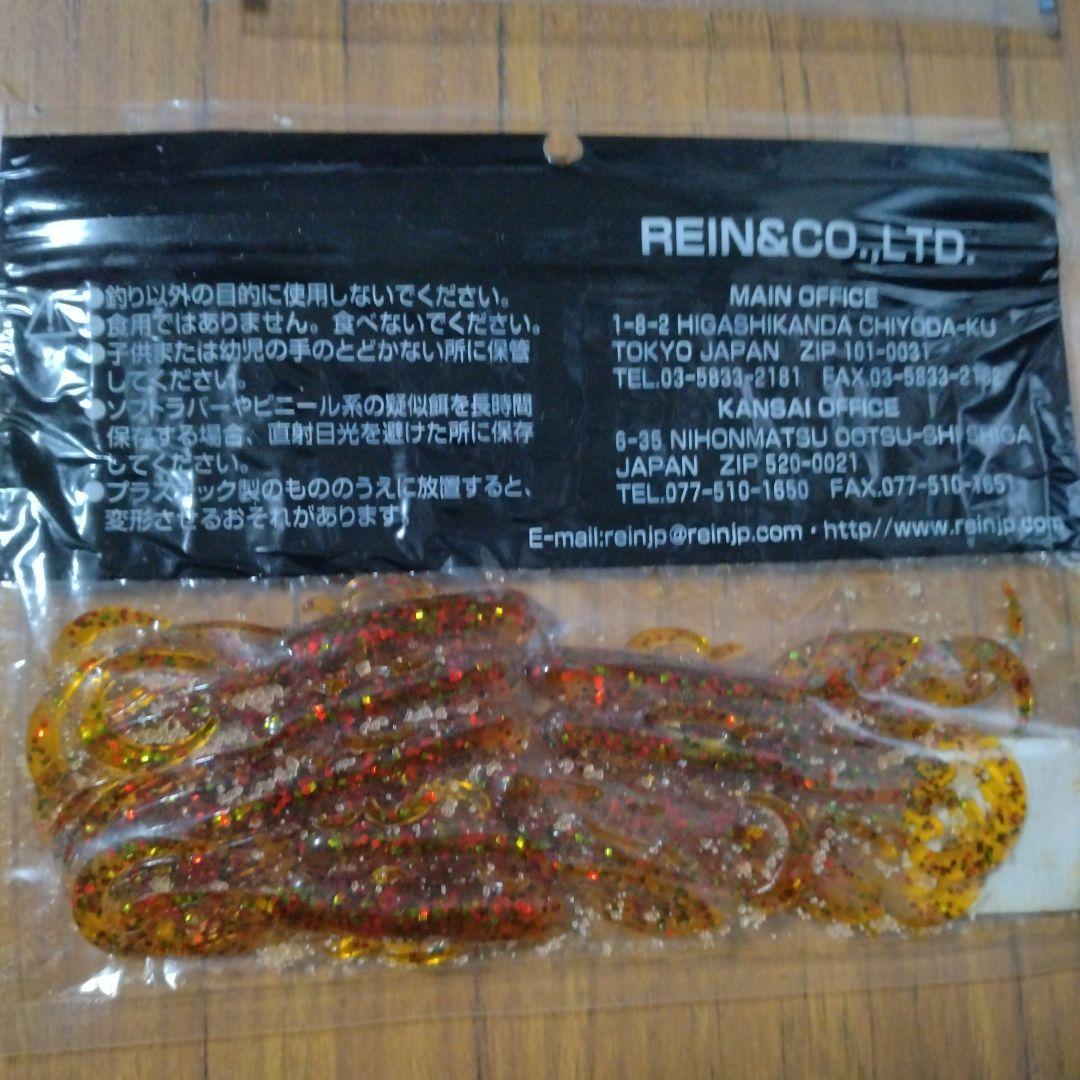 ●釣り以外の目的に使用しないでください。
●食用ではありません。食べないでください。
●子供または幼児の手のとどかない所に保管
してください。
●ソフトラバーやビニール系の疑似餌を長時間
保存する場合、直射日光を避けた所に保存
してください。
●プラスチック製のもののうえに放置すると、
変形させるおそれがあります。
REIN&CO.,LTD.
MAIN OFFICE
1-8-2 HIGASHIKANDA CHIYODA-KU
TOKYO JAPAN ZIP 101-0031
TEL.03-5833-2181 FAX.
KANSAI OFFICE
6-35 NIHONMATSU OOTSU-SHI SHIGA
JAPAN ZIP 520-0021
TEL.077-510-1650 FAX.077-510-1651
E-mail:reinjp@reinjp.com・http//www.reinjp.com